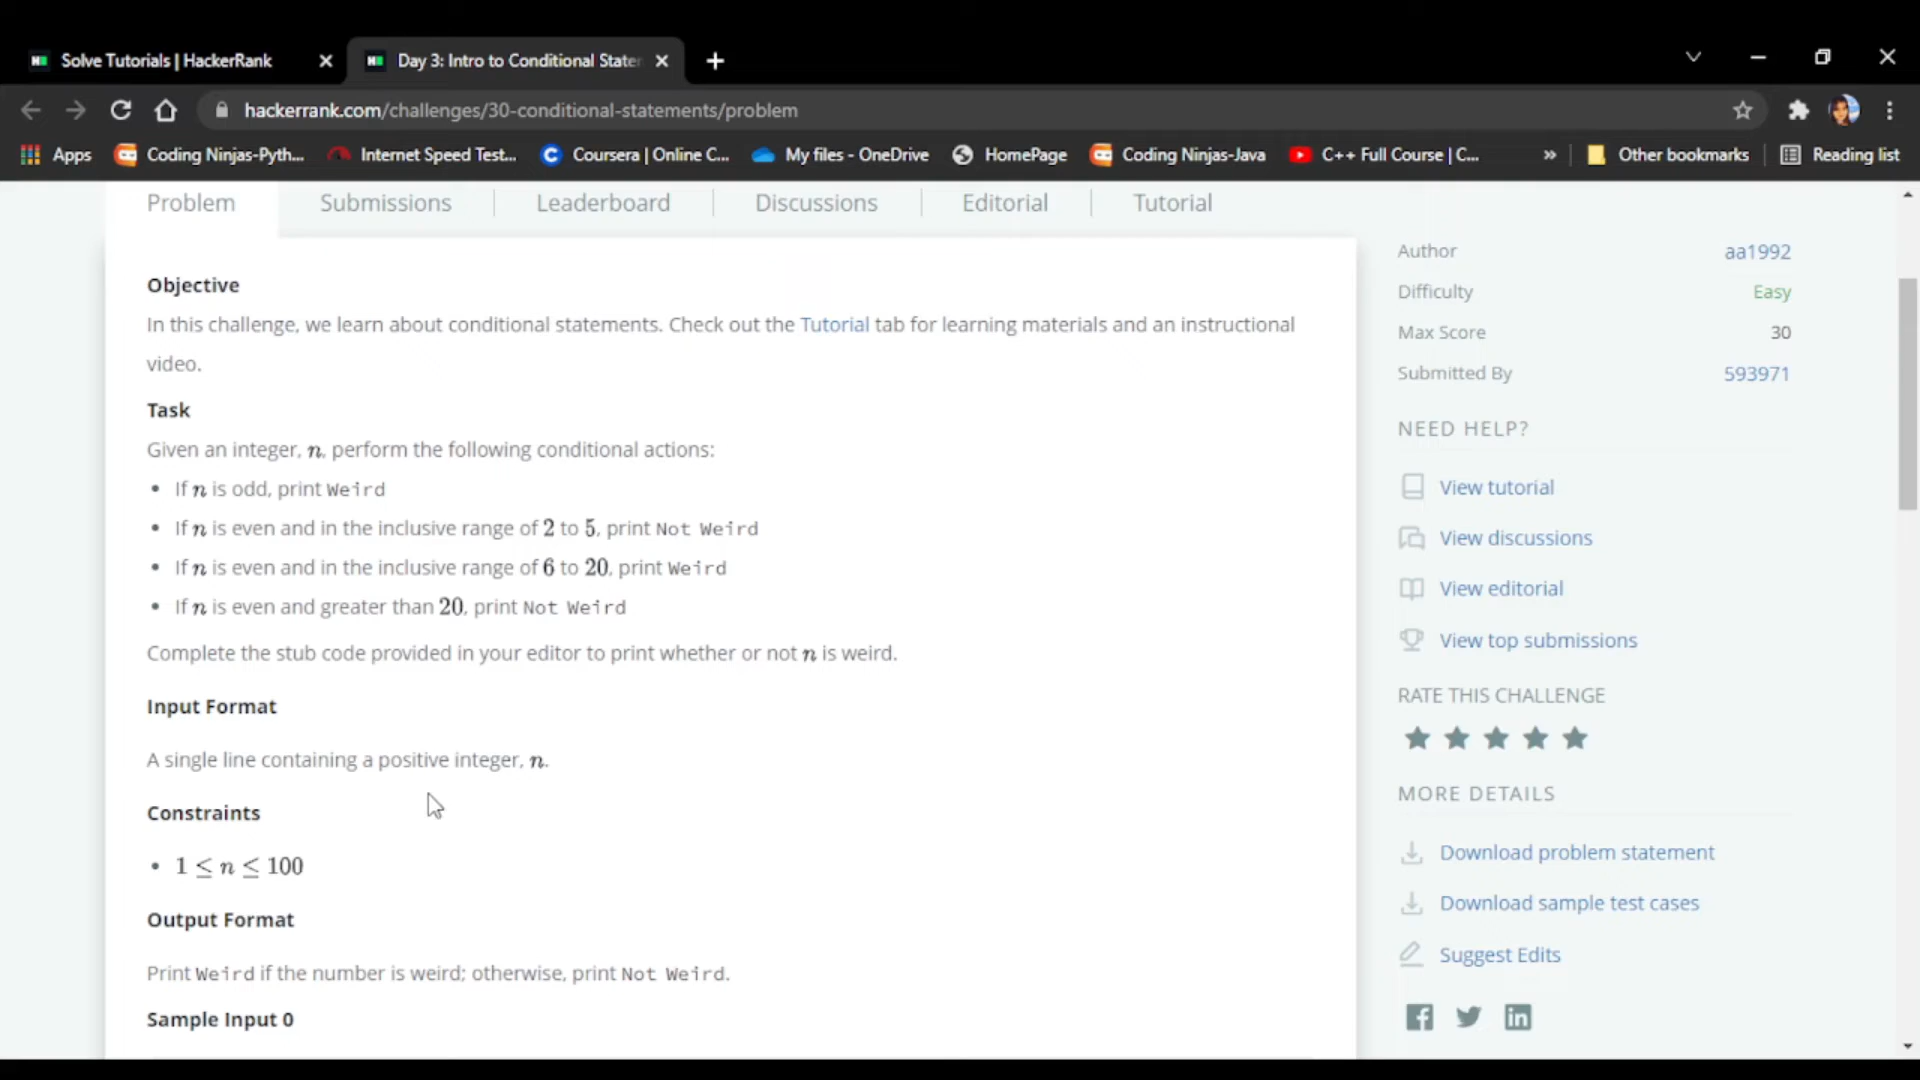 Solve Tutorials | HackerRank
Day 3: Intro to Conditional State
hackerrank.com/challenges/30-conditional-statements/problem
Apps Coding Ninjas-Pyth... Internet Speed Test... Coursera | Online C... My files - OneDrive HomePage Coding Ninjas-Java C++ Full Course | C... » Other bookmarks Reading list
Problem Submissions Leaderboard Discussions Editorial Tutorial
Objective
In this challenge, we learn about conditional statements. Check out the Tutorial tab for learning materials and an instructional
video.
Task
Given an integer, n, perform the following conditional actions:
• If n is odd, print Weird
• If n is even and in the inclusive range of 2 to 5, print Not Weird
• If n is even and in the inclusive range of 6 to 20, print Weird
• If n is even and greater than 20, print Not Weird
Complete the stub code provided in your editor to print whether or not n is weird.
Input Format
A single line containing a positive integer, n.
Constraints
• 1 ≤ n ≤ 100
Output Format
Print Weird if the number is weird; otherwise, print Not Weird.
Sample Input 0
Author aa1992
Difficulty Easy
Max Score 30
Submitted By 593971
NEED HELP?
View tutorial
View discussions
View editorial
View top submissions
RATE THIS CHALLENGE
MORE DETAILS
Download problem statement
Download sample test cases
Suggest Edits